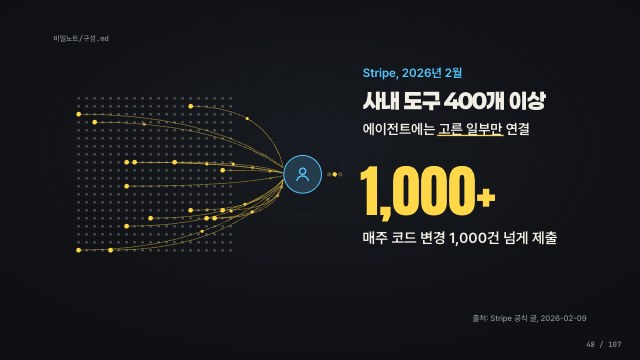 비밀노트/구성.md
Stripe, 2026년 2월
사내 도구 400개 이상
에이전트에는 고른 일부만 연결
1,000+
매주 코드 변경 1,000건 넘게 제출
출처: Stripe 공식 글, 2026-02-09
48 / 107